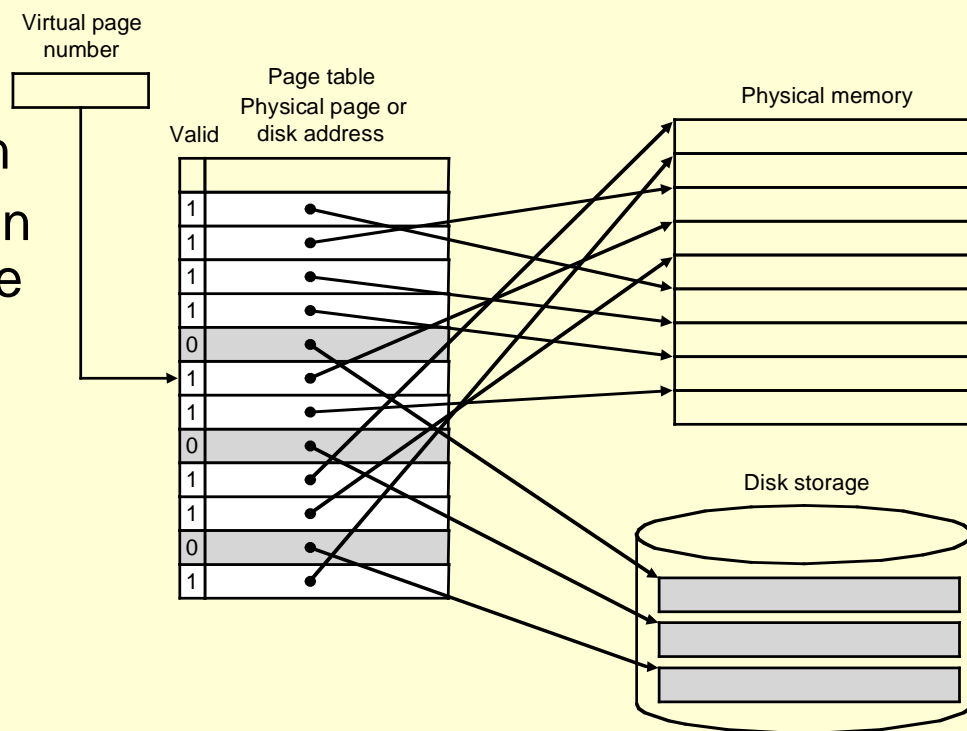 Virtual page
number
Page table
Physical page or
disk address
Valid
Physical memory
n
n
e
1
1
1
1
0
1
1
0
1
1
0
1
Disk storage